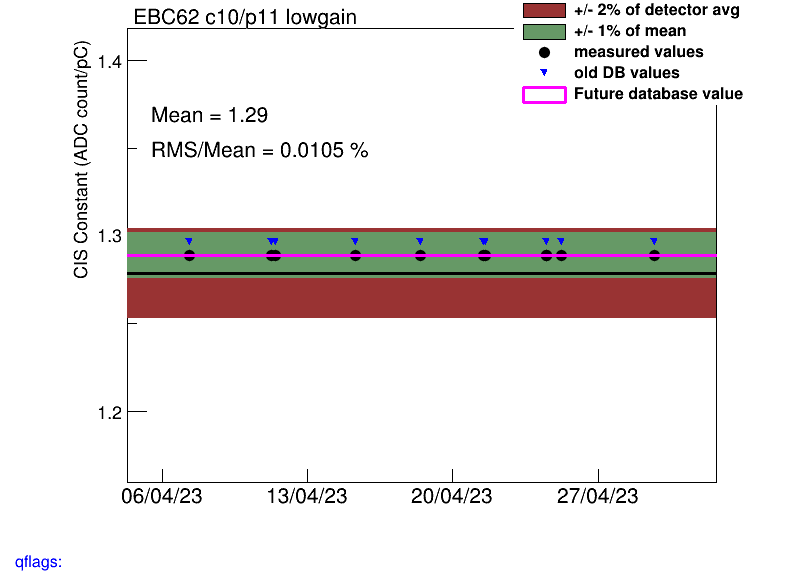 EBC62 c10/p11 lowgain
+/- 2% of detector avg
+/- 1% of mean
measured values
old DB values
Future database value
CIS Constant (ADC count/pC)
1.4
Mean = 1.29
RMS/Mean = 0.0105 %
1.3
1.2
06/04/23 13/04/23 20/04/23 27/04/23
qflags: